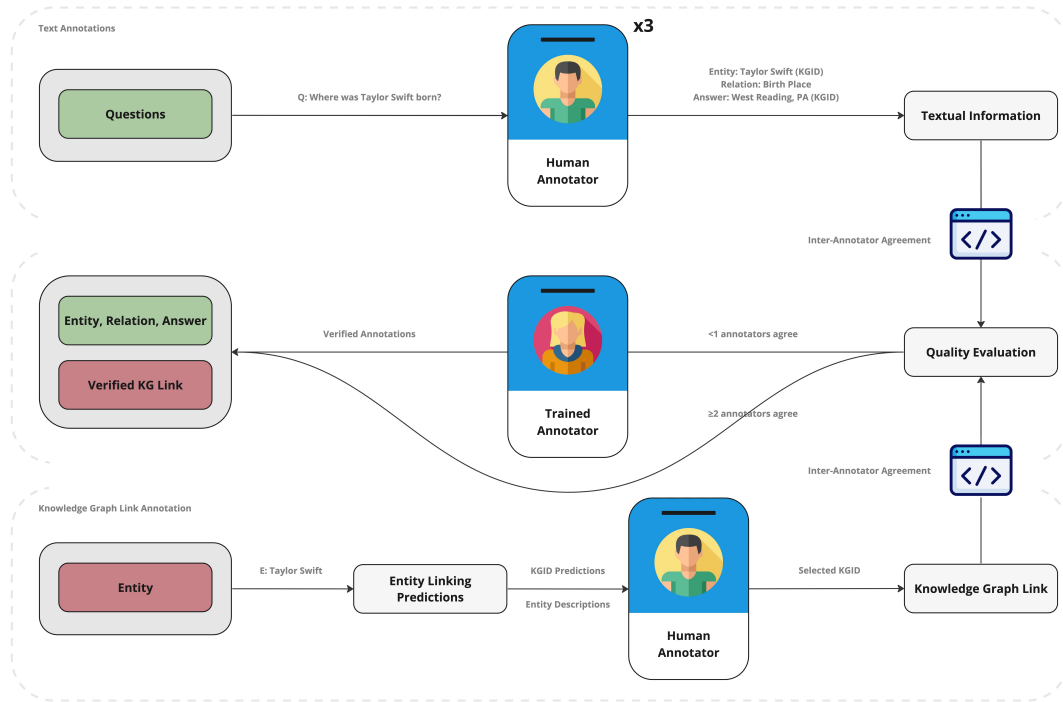 x3
Text Annotations
Entity: Taylor Swift (KGID)
Relation: Birth Place
Answer: West Reading, PA (KGID)
Q: Where was Taylor Swift born?
Questions
Textual Information
Human
Annotator
Inter-Annotator Agreement
Entity, Relation, Answer
Verified Annotations
<1 annotators agree
Quality Evaluation
Verified KG Link
Trained
Annotator
≥2 annotators agree
Inter-Annotator Agreement
Knowledge Graph Link Annotation
E: Taylor Swift
KGID Predictions
Selected KGID
Entity
Entity Linking
Predictions
Entity Descriptions
Knowledge Graph Link
Human
Annotator